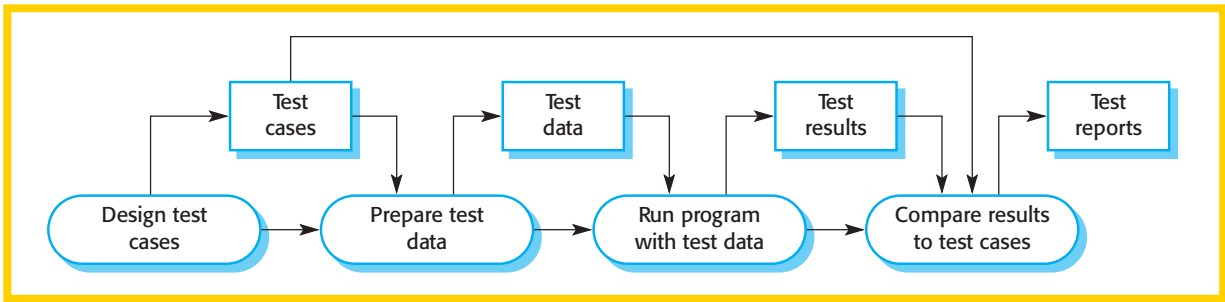 Test
cases
Test
data
Test
results
Test
reports
Design test
cases
Prepare test
data
Run program
with test data
Compare results
to test cases